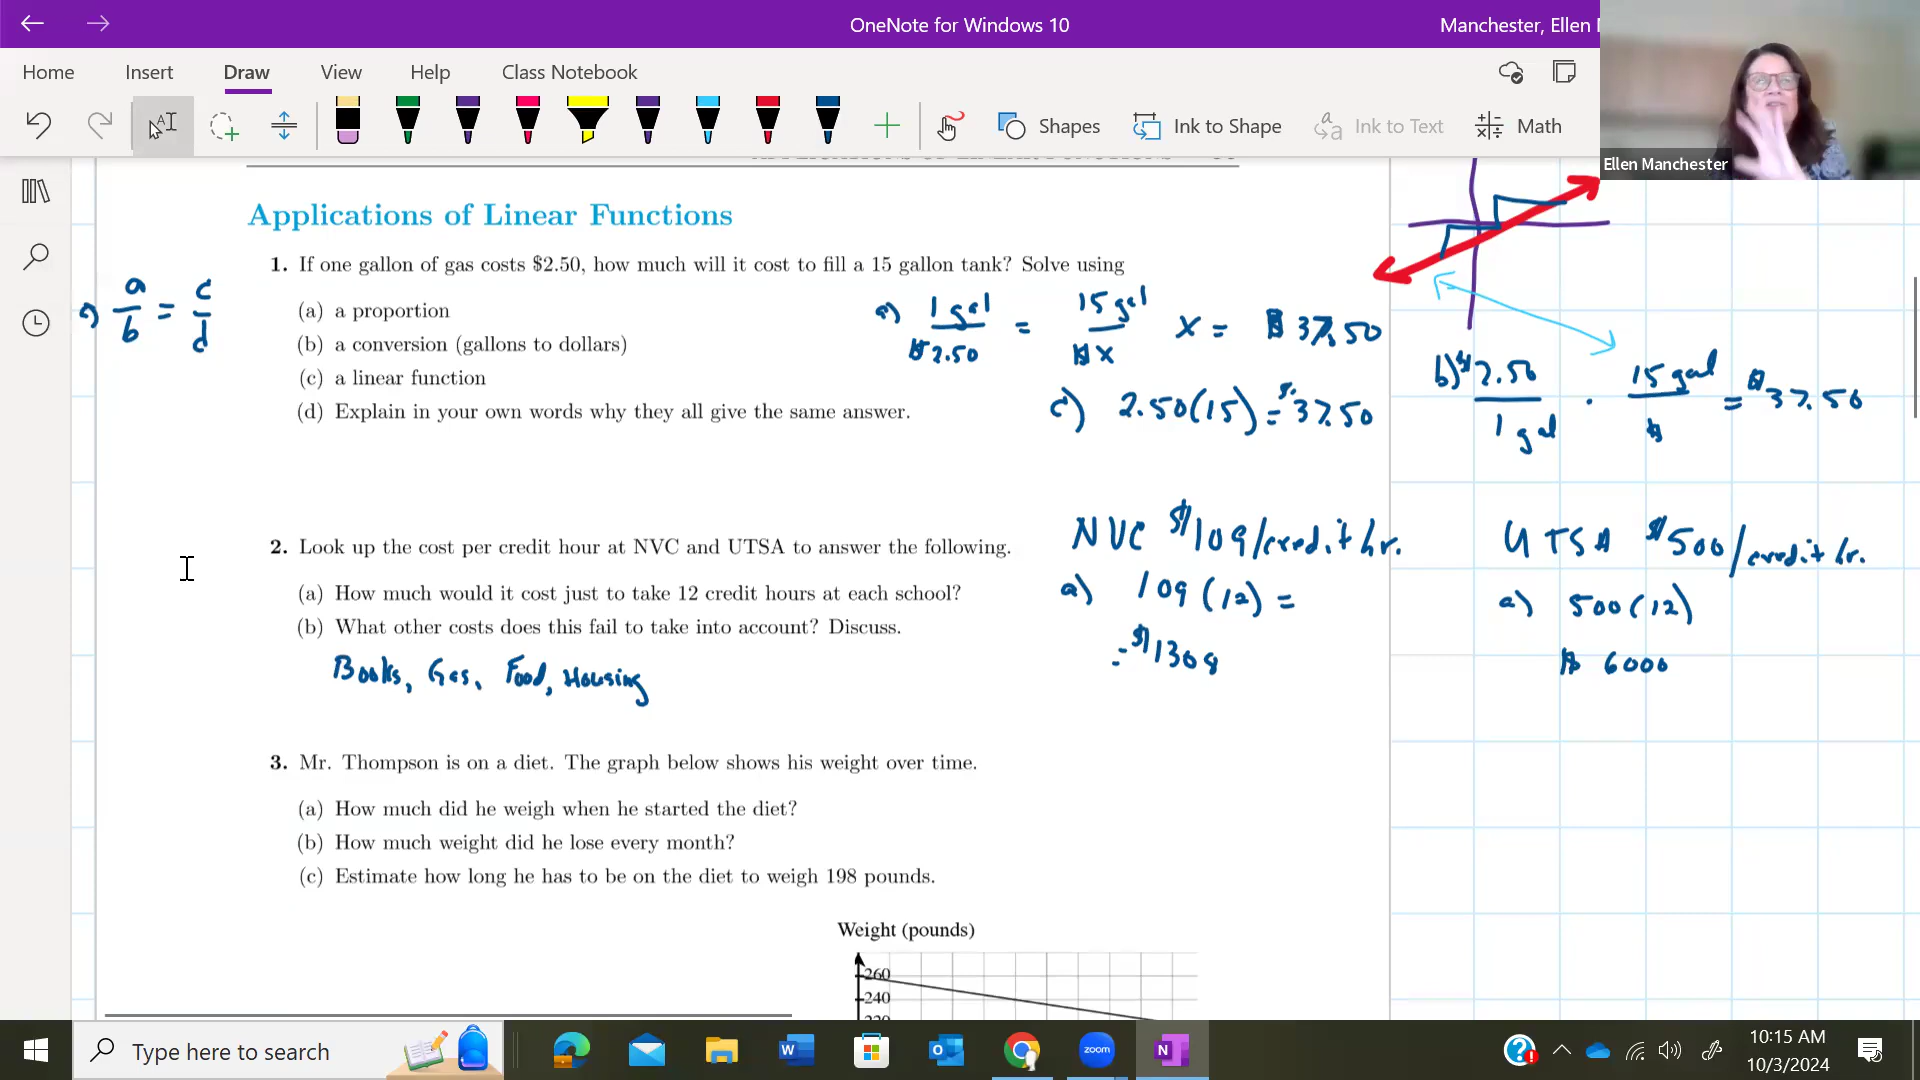 OneNote for Windows 10
Manchester, Ellen
Home Insert Draw View Help Class Notebook
Shapes Ink to Shape Ink to Text Math
Ellen Manchester
Applications of Linear Functions
1. If one gallon of gas costs $2.50, how much will it cost to fill a 15 gallon tank? Solve using
(a) a proportion
(b) a conversion (gallons to dollars)
(c) a linear function
(d) Explain in your own words why they all give the same answer.
a) a/b = c/d
a) 1 gal/$2.50 = 15 gal/$x x = $37.50
c) 2.50(15) = $37.50
b) $2.50/1 gal · 15 gal/$ = $37.50
2. Look up the cost per credit hour at NVC and UTSA to answer the following.
(a) How much would it cost just to take 12 credit hours at each school?
(b) What other costs does this fail to take into account? Discuss.
Books, Gas, Food, Housing
NVC $109/credit hr.
a) 109(12) =
= $1308
UTSA $500/credit hr.
a) 500(12)
$6000
3. Mr. Thompson is on a diet. The graph below shows his weight over time.
(a) How much did he weigh when he started the diet?
(b) How much weight did he lose every month?
(c) Estimate how long he has to be on the diet to weigh 198 pounds.
Weight (pounds)
260
240
Type here to search
zoom
10:15 AM
10/3/2024